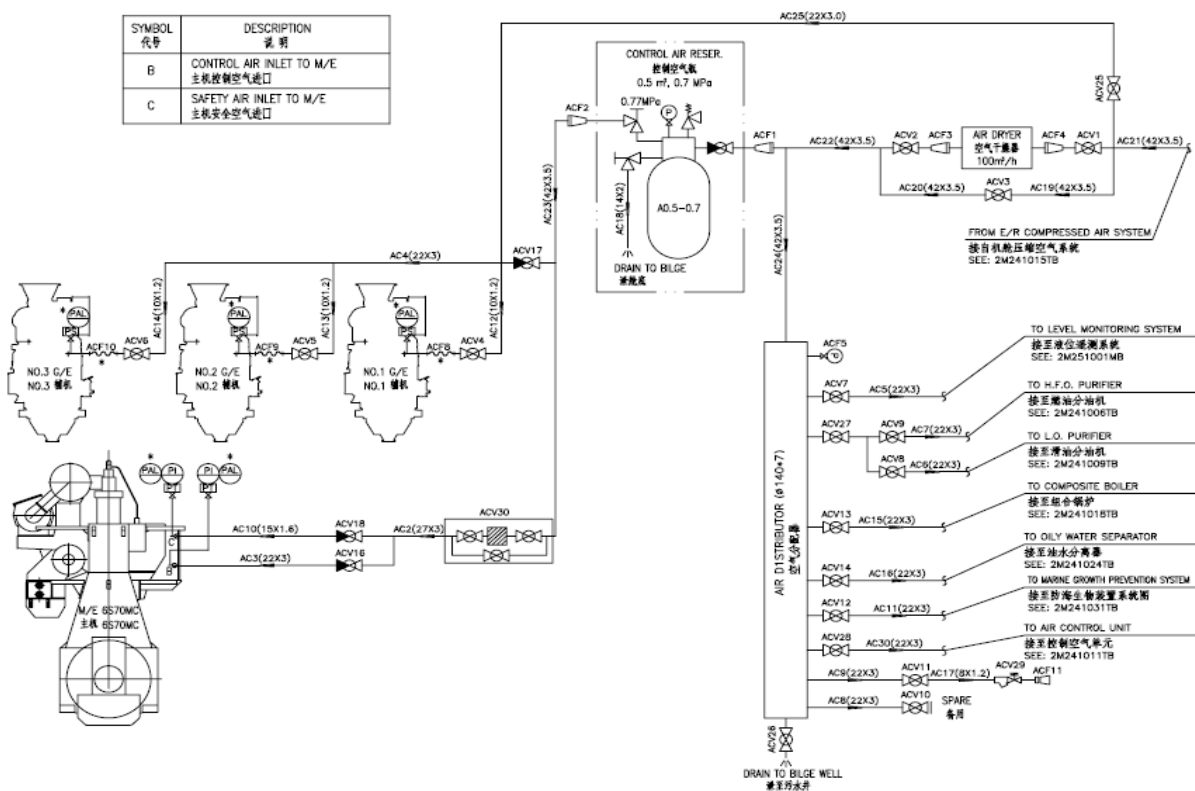 SYMBOL
代号
DESCRIPTION
说 明
B
CONTROL AIR INLET TO M/E
主机控制空气进口
C
SAFETY AIR INLET TO M/E
主机安全空气进口
AC25(22X3.0)
ACV25
CONTROL AIR RESER.
控制空气瓶
0.5 m³, 0.7 MPa
0.77MPa
P
ACF2
ACF1
A0.5-0.7
AC18(14X2)
DRAIN TO BILGE
泄舱底
AC22(42X3.5)
ACV2
ACF3
AIR DRYER
空气干燥器
100m³/h
ACF4
ACV1
AC21(42X3.5)
AC20(42X3.5)
ACV3
AC19(42X3.5)
FROM E/R COMPRESSED AIR SYSTEM
接自机舱压缩空气系统
SEE: 2M241015TB
AC23(42X3.5)
AC24(42X3.5)
AC4(22X3)
ACV17
AC14(10X1.2)
AC13(10X1.2)
AC12(10X1.2)
*
PAL
PS
ACF10
*
ACV6
NO.3 G/E
NO.3 辅机
*
PAL
PS
ACF9
*
ACV5
NO.2 G/E
NO.2 辅机
*
PAL
PS
ACF8
*
ACV4
NO.1 G/E
NO.1 辅机
*
PAL
PI
PT
PI
PAL
*
PT
C
B
AC10(15X1.6)
ACV18
AC2(27X3)
ACV30
AC3(22X3)
ACV16
M/E 6S70MC
主机 6S70MC
AIR D1STRIBUTOR (ø140*7)
空气分配器
ACF5
°C
ACV7
AC5(22X3)
TO LEVEL MONITORING SYSTEM
接至液位遥测系统
SEE: 2M251001MB
ACV27
ACV9
AC7(22X3)
TO H.F.O. PURIFIER
接至燃油分油机
SEE: 2M241006TB
ACV8
AC6(22X3)
TO L.O. PURIFIER
接至滑油分油机
SEE: 2M241009TB
ACV13
AC15(22X3)
TO COMPOSITE BOILER
接至组合锅炉
SEE: 2M241018TB
ACV14
AC16(22X3)
TO OILY WATER SEPARATOR
接至油水分离器
SEE: 2M241024TB
ACV12
AC11(22X3)
TO MARINE GROWTH PREVENTION SYSTEM
接至防海生物装置系统图
SEE: 2M241031TB
ACV28
AC30(22X3)
TO AIR CONTROL UNIT
接至控制空气单元
SEE: 2M241011TB
AC9(22X3)
ACV11
AC17(8X1.2)
ACV29
ACF11
AC8(22X3)
ACV10
SPARE
备用
ACV26
DRAIN TO BILGE WELL
泄至污水井